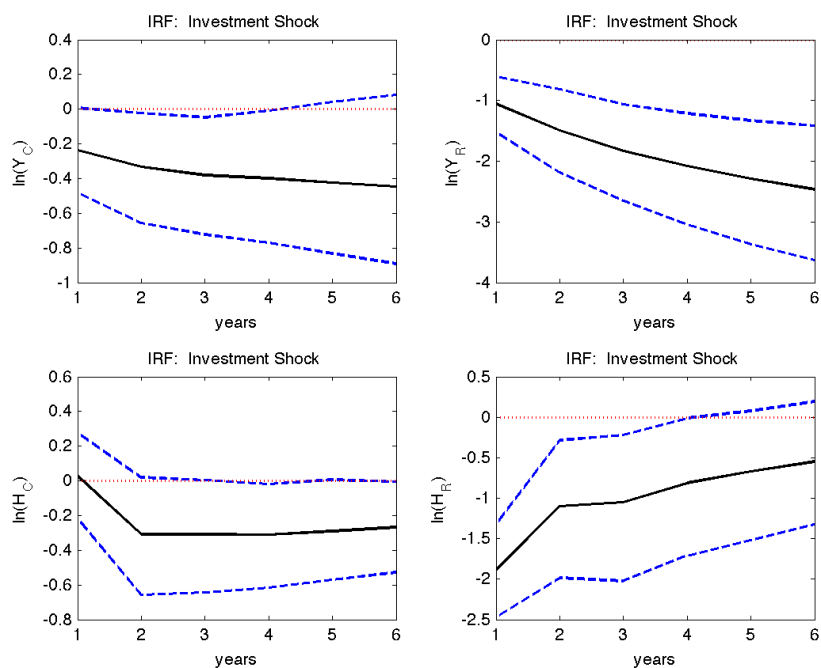 IRF: Investment Shock
0.4
0.2
0
-0.2
-0.4
-0.6
-0.8
-1
ln(Y_C)
1 2 3 4 5 6
years
IRF: Investment Shock
0
-1
-2
-3
-4
ln(Y_R)
1 2 3 4 5 6
years
IRF: Investment Shock
0.6
0.4
0.2
0
-0.2
-0.4
-0.6
-0.8
ln(H_C)
1 2 3 4 5 6
years
IRF: Investment Shock
0.5
0
-0.5
-1
-1.5
-2
-2.5
ln(H_R)
1 2 3 4 5 6
years